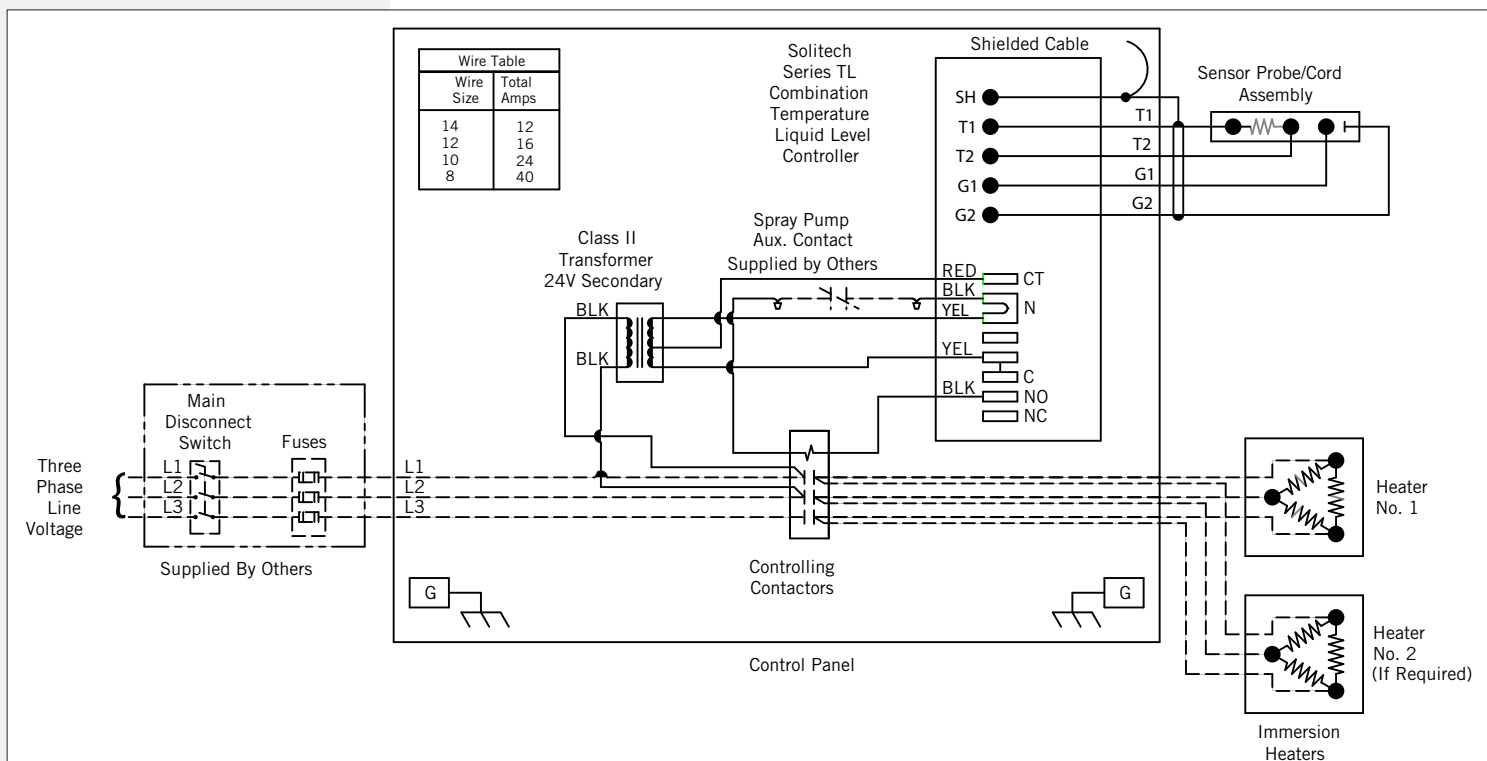 Wire Table
Wire Size
Total Amps
14 12
12 16
10 24
8 40
Solitech
Series TL
Combination
Temperature
Liquid Level
Controller
Shielded Cable
SH
T1
T2
G1
G2
T1
T2
G1
G2
Sensor Probe/Cord
Assembly
Spray Pump
Aux. Contact
Supplied by Others
Class II
Transformer
24V Secondary
BLK
BLK
RED
BLK
YEL
YEL
BLK
CT
N
C
NO
NC
Main
Disconnect
Switch
Fuses
Three
Phase
Line
Voltage
{
L1
L2
L3
L1
L2
L3
Supplied By Others
Controlling
Contactors
G
G
Control Panel
Heater
No. 1
Heater
No. 2
(If Required)
Immersion
Heaters